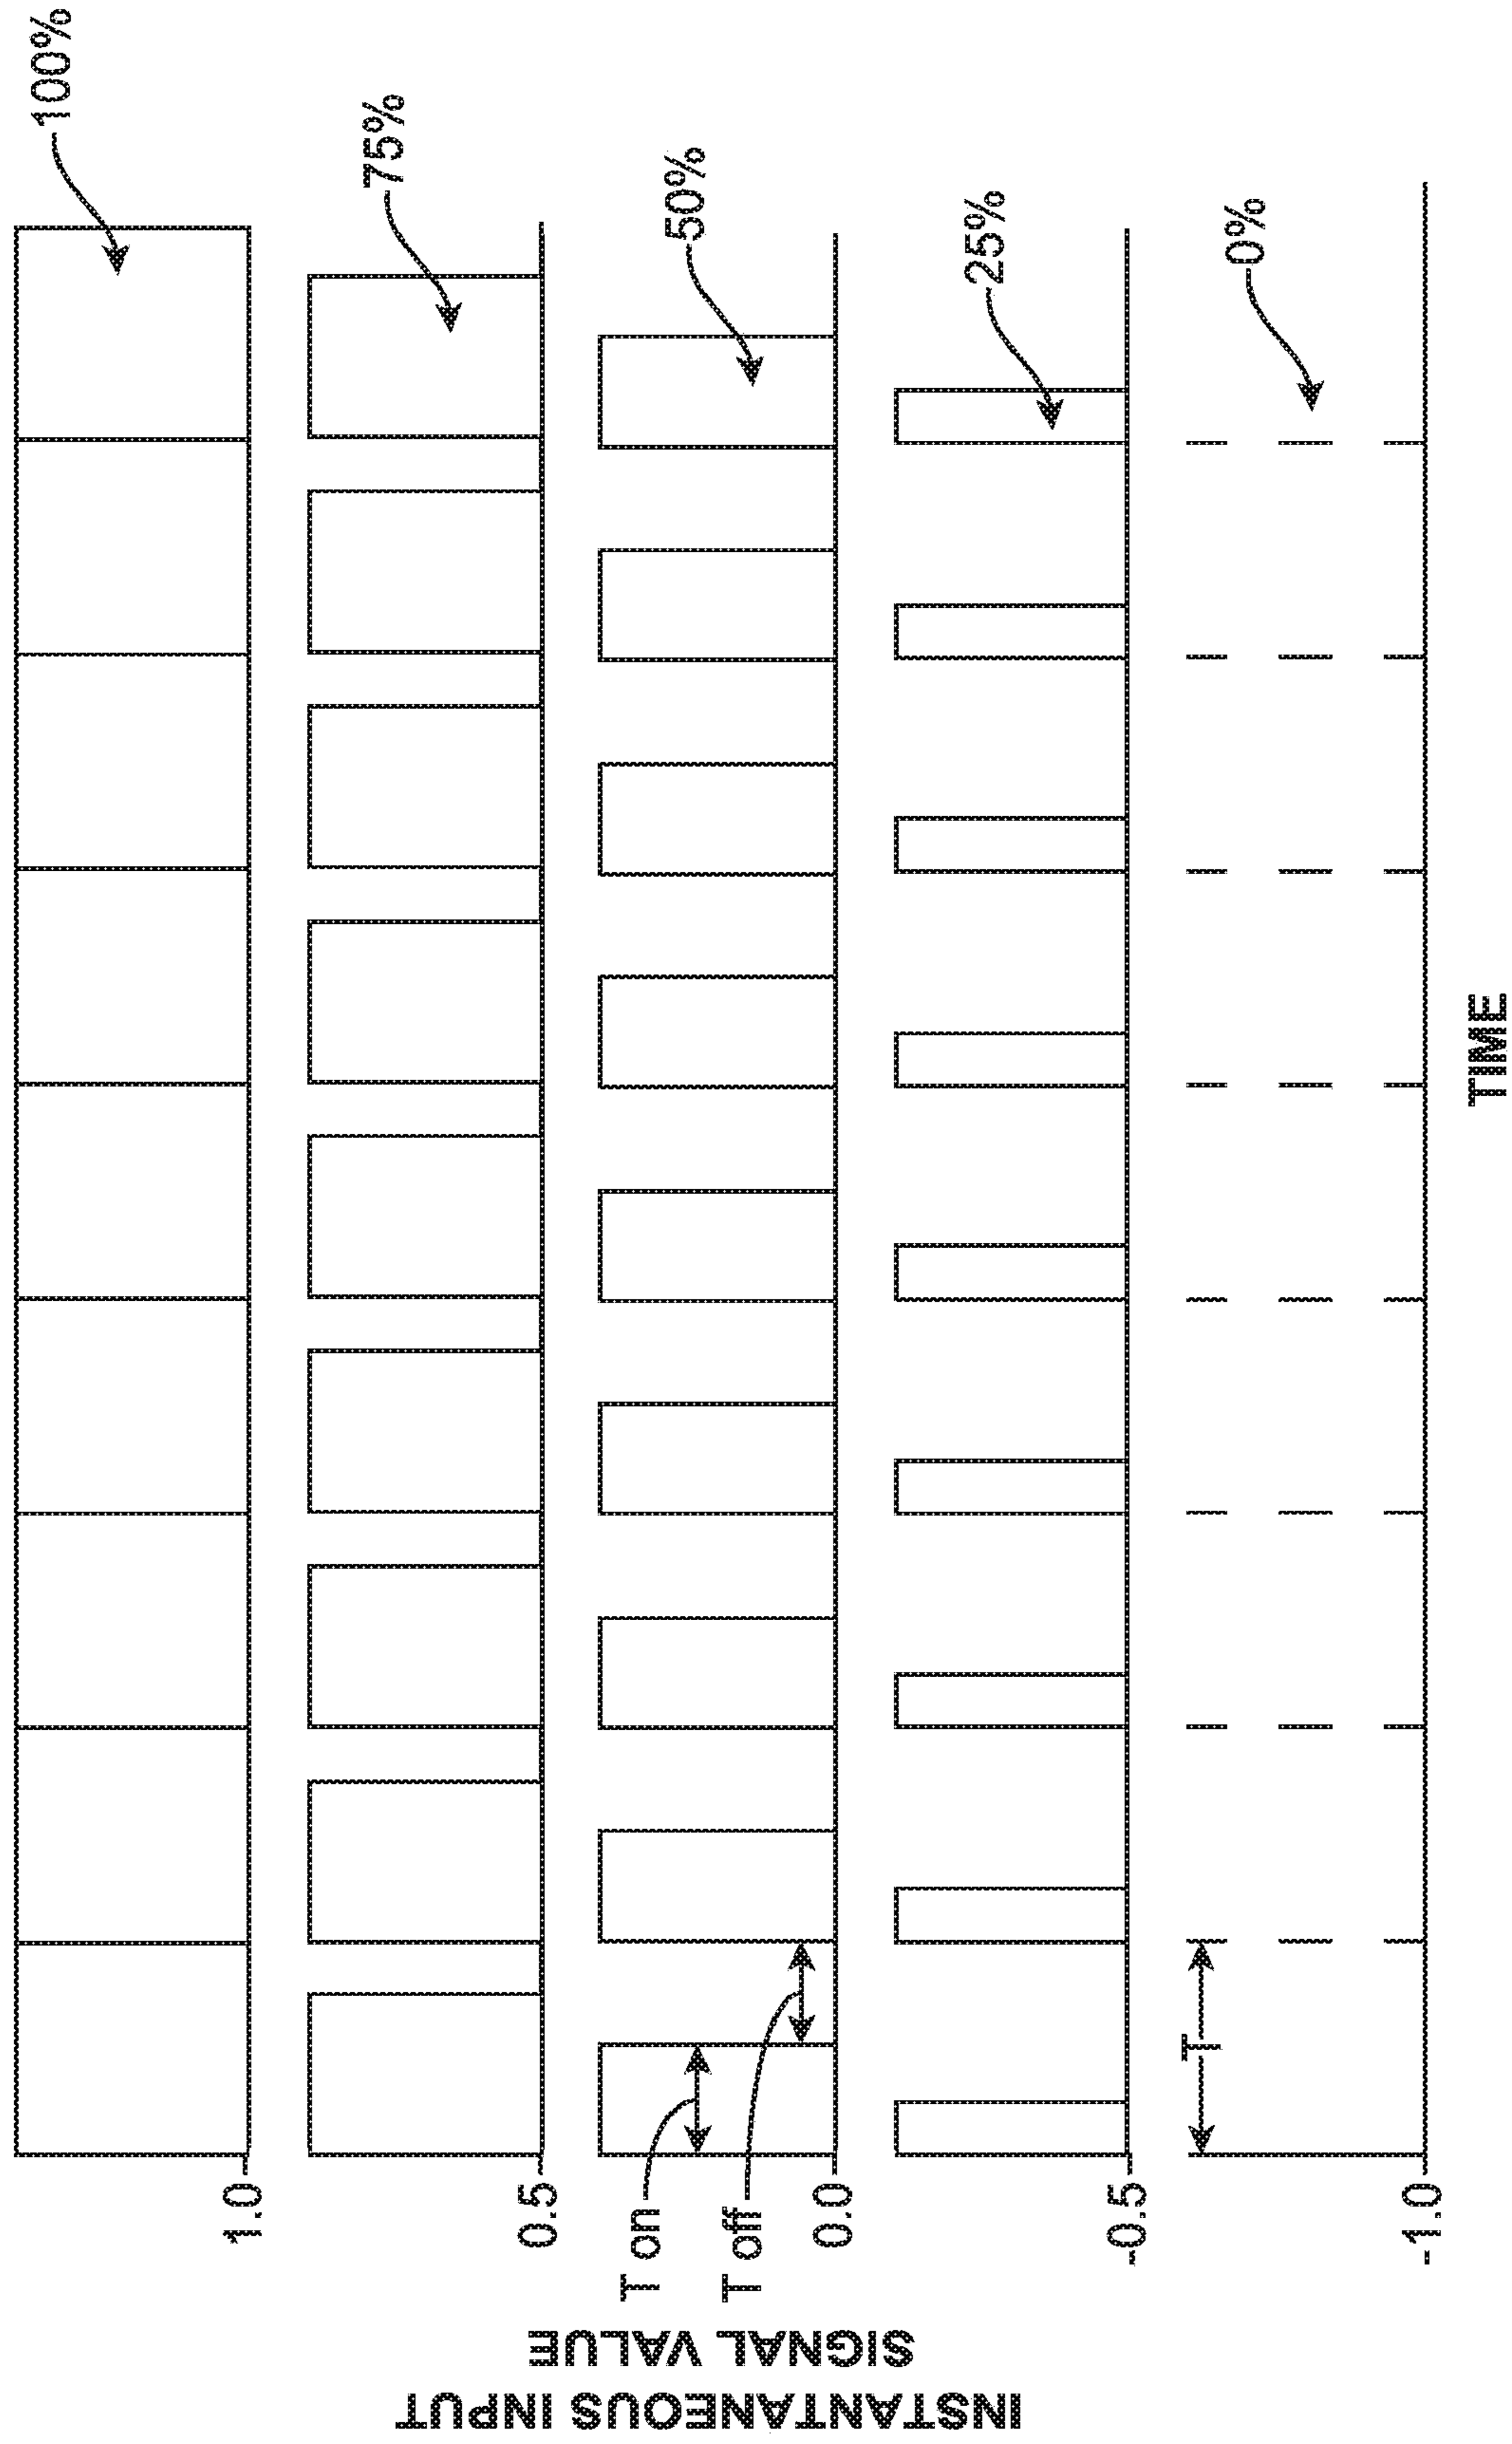 INSTANTANEOUS INPUT
SIGNAL VALUE
1.0
100%
0.5
75%
T on
T off
0.0
50%
-0.5
25%
-1.0
T
0%
TIME